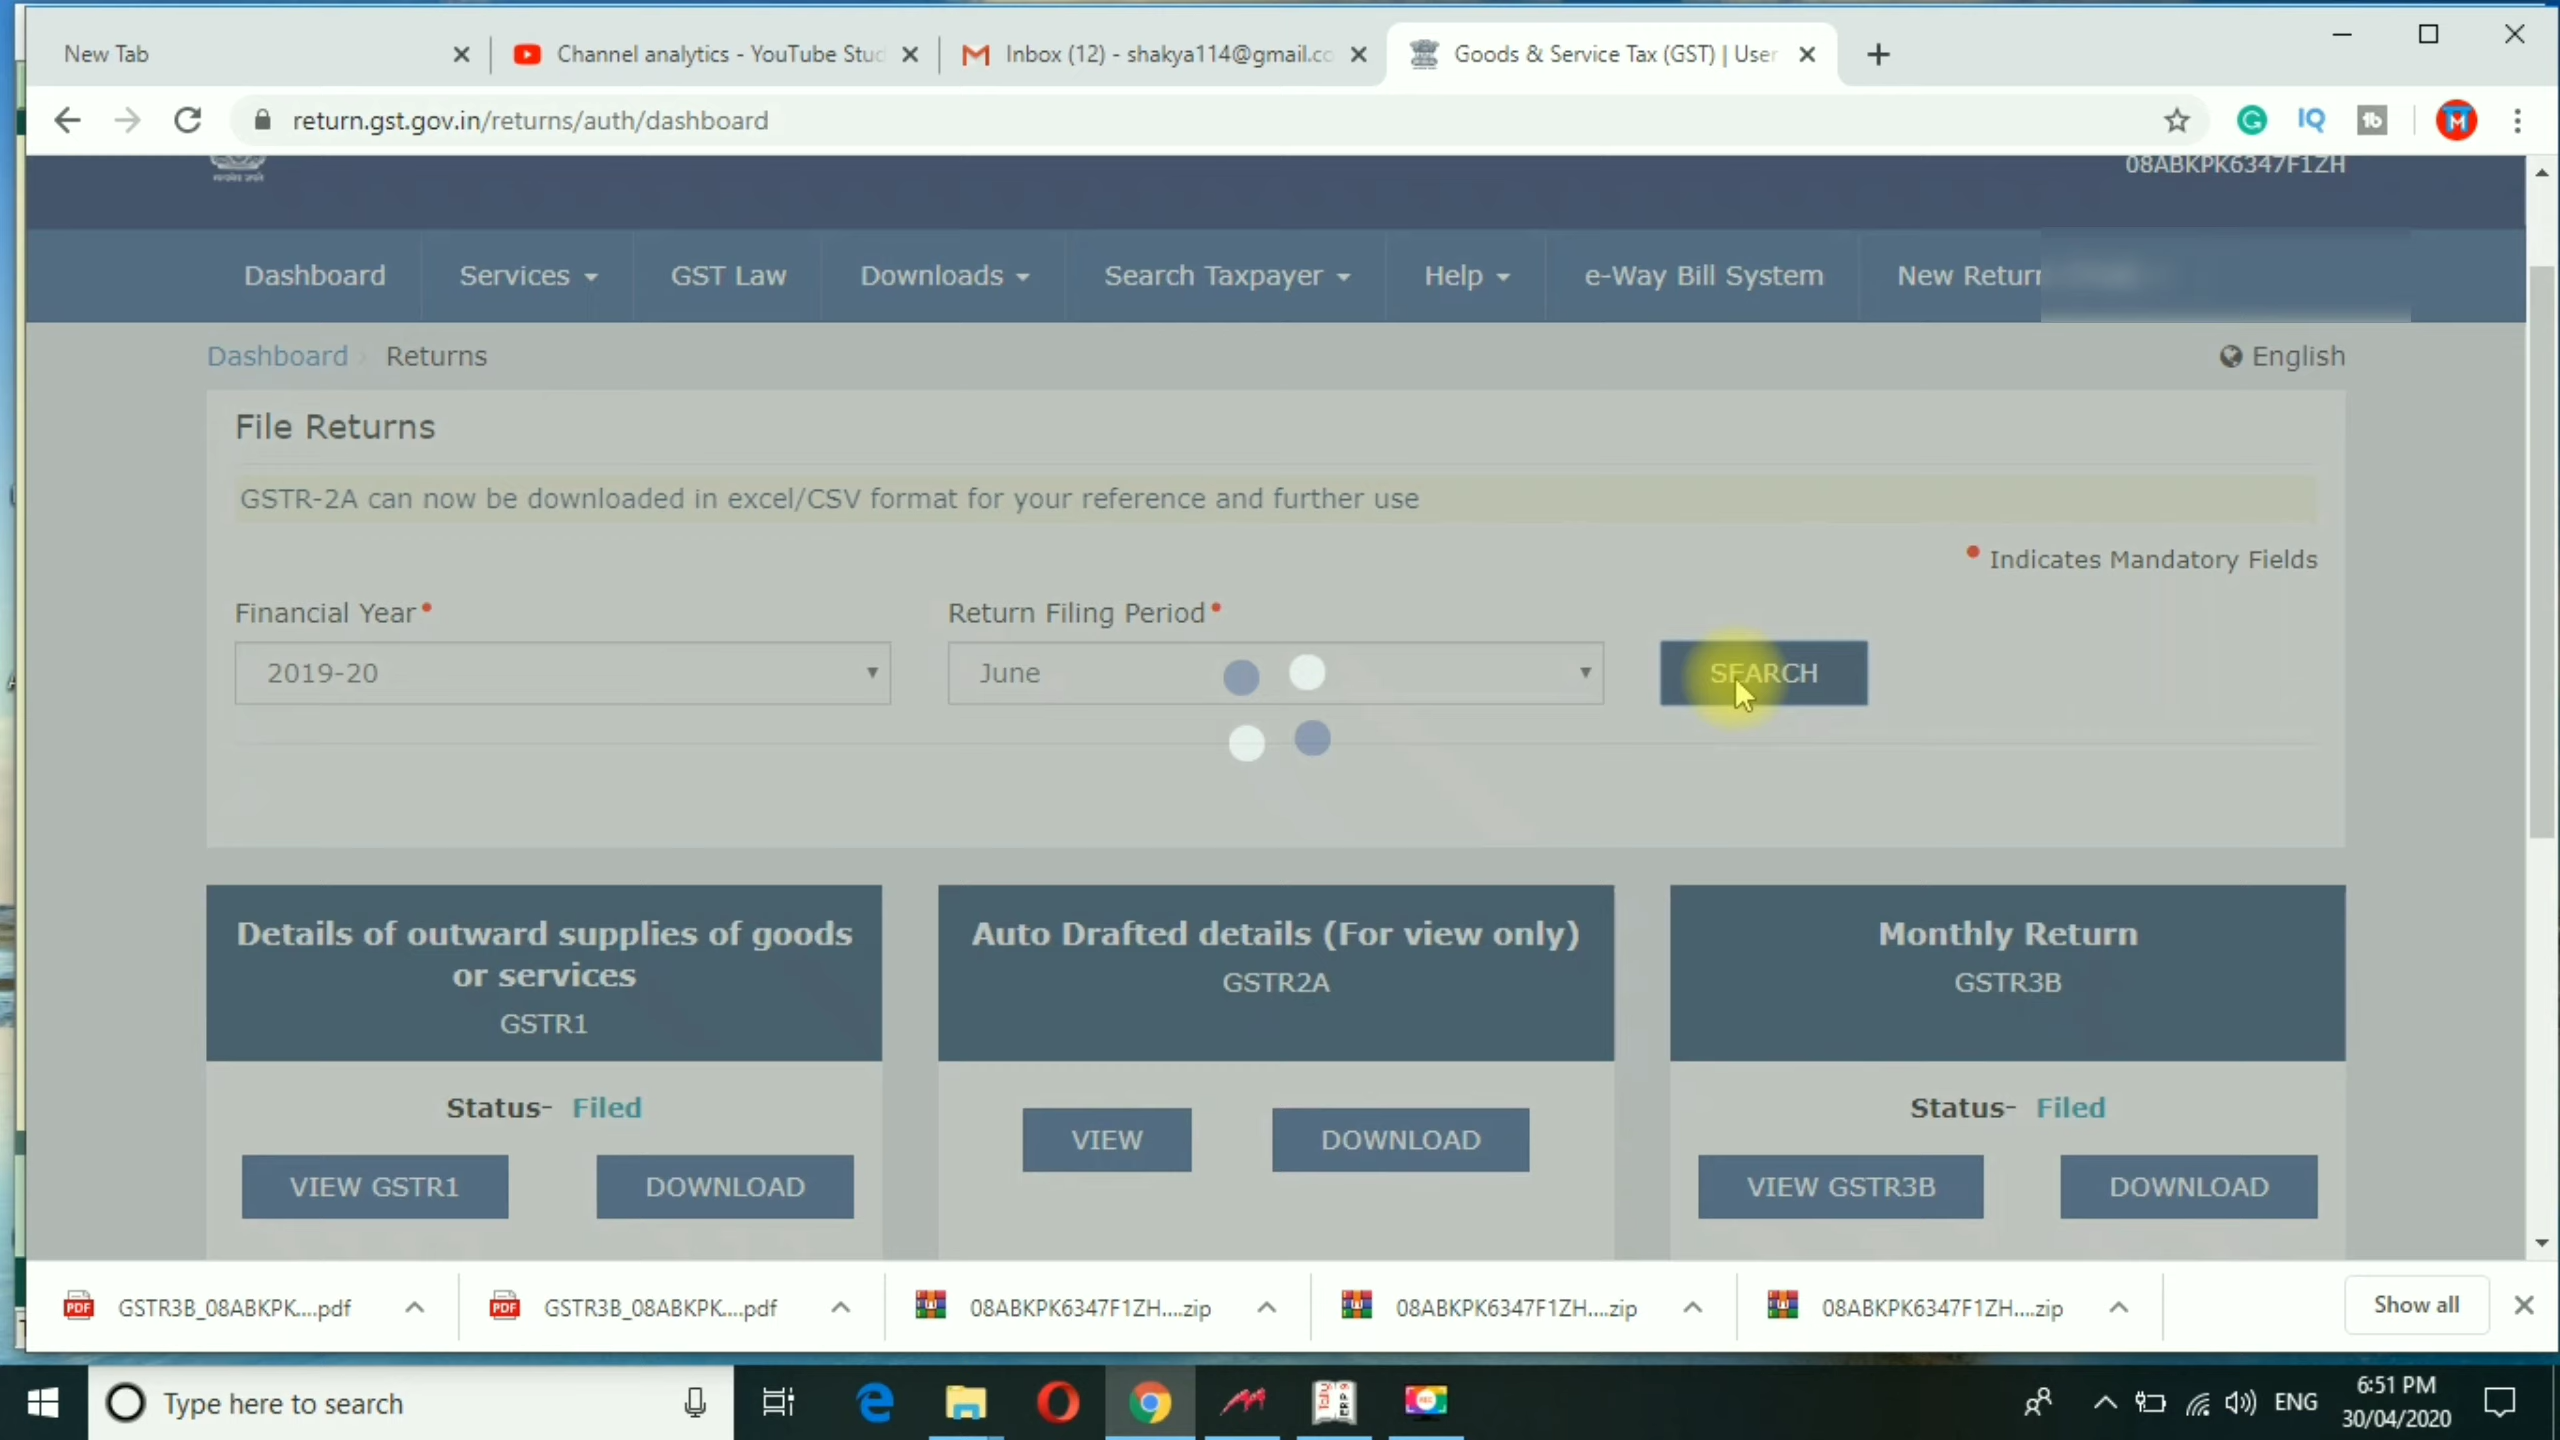 New Tab
Channel analytics - YouTube Stud
Inbox (12) - shakya114@gmail.co
Goods & Service Tax (GST) | User
return.gst.gov.in/returns/auth/dashboard
08ABKPK6347F1ZH
Dashboard
Services
GST Law
Downloads
Search Taxpayer
Help
e-Way Bill System
New Return
Dashboard
Returns
English
File Returns
GSTR-2A can now be downloaded in excel/CSV format for your reference and further use
Indicates Mandatory Fields
Financial Year
Return Filing Period
2019-20
June
SEARCH
Details of outward supplies of goods
or services
GSTR1
Auto Drafted details (For view only)
GSTR2A
Monthly Return
GSTR3B
Status- Filed
VIEW
DOWNLOAD
Status- Filed
VIEW GSTR1
DOWNLOAD
VIEW GSTR3B
DOWNLOAD
GSTR3B_08ABKPK....pdf
GSTR3B_08ABKPK....pdf
08ABKPK6347F1ZH....zip
08ABKPK6347F1ZH....zip
08ABKPK6347F1ZH....zip
Show all
Type here to search
ENG
6:51 PM
30/04/2020